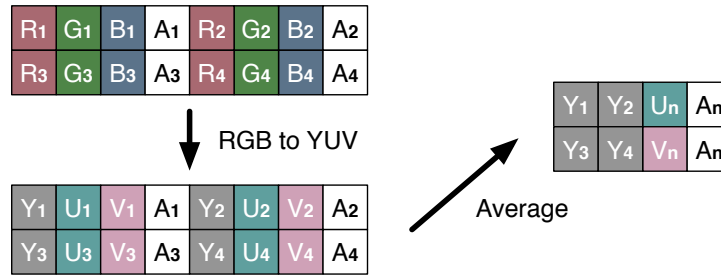 R1 G1 B1 A1 R2 G2 B2 A2
R3 G3 B3 A3 R4 G4 B4 A4
RGB to YUV
Y1 U1 V1 A1 Y2 U2 V2 A2
Y3 U3 V3 A3 Y4 U4 V4 A4
Average
Y1 Y2 Un An
Y3 Y4 Vn An